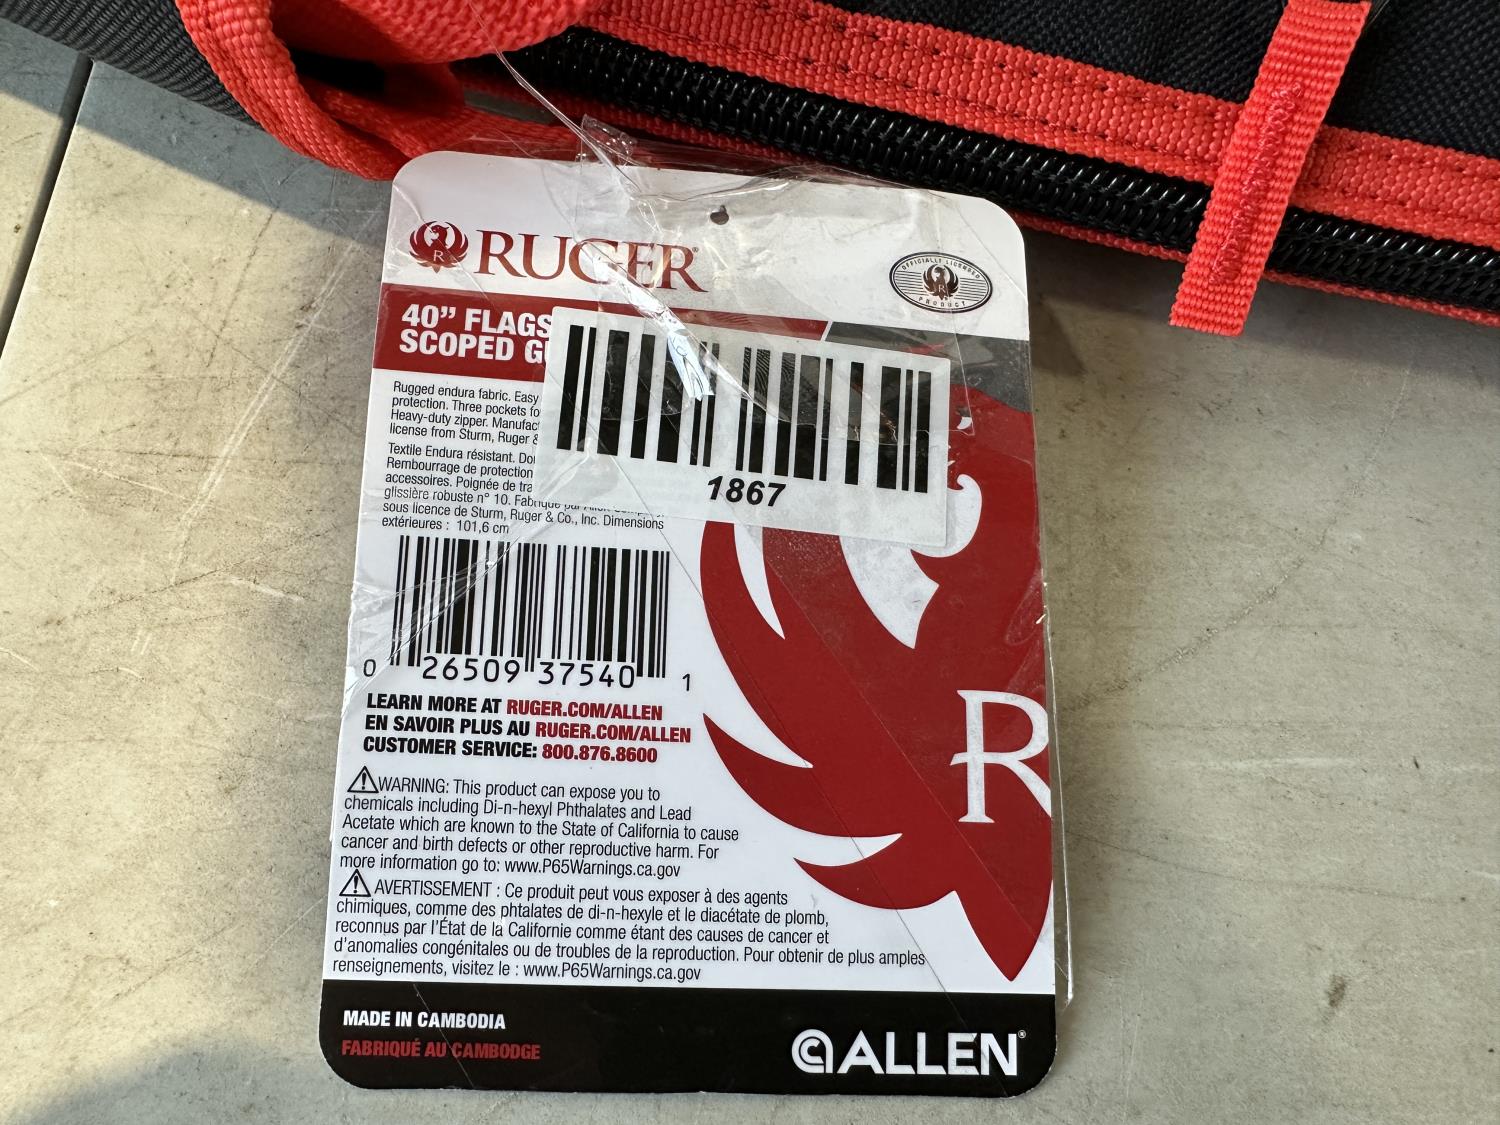 RUGER®
OFFICIALLY LICENSED
R
PRODUCT
40” FLAGS
SCOPED G
Rugged endura fabric. Easy
protection. Three pockets fo
Heavy-duty zipper. Manufac
license from Sturm, Ruger &
Textile Endura résistant. Do
Rembourrage de protection
accessoires. Poignée de tra
glissière robuste n° 10. Fabriqué par Allen
sous licence de Sturm, Ruger & Co., Inc. Dimensions
extérieures : 101,6 cm
1867
0 26509 37540 1
LEARN MORE AT RUGER.COM/ALLEN
EN SAVOIR PLUS AU RUGER.COM/ALLEN
CUSTOMER SERVICE: 800.876.8600
R
WARNING: This product can expose you to
chemicals including Di-n-hexyl Phthalates and Lead
Acetate which are known to the State of California to cause
cancer and birth defects or other reproductive harm. For
more information go to: www.P65Warnings.ca.gov
AVERTISSEMENT : Ce produit peut vous exposer à des agents
chimiques, comme des phtalates de di-n-hexyle et le diacétate de plomb,
reconnus par l’État de la Californie comme étant des causes de cancer et
d’anomalies congénitales ou de troubles de la reproduction. Pour obtenir de plus amples
renseignements, visitez le : www.P65Warnings.ca.gov
MADE IN CAMBODIA
FABRIQUÉ AU CAMBODGE
ALLEN®